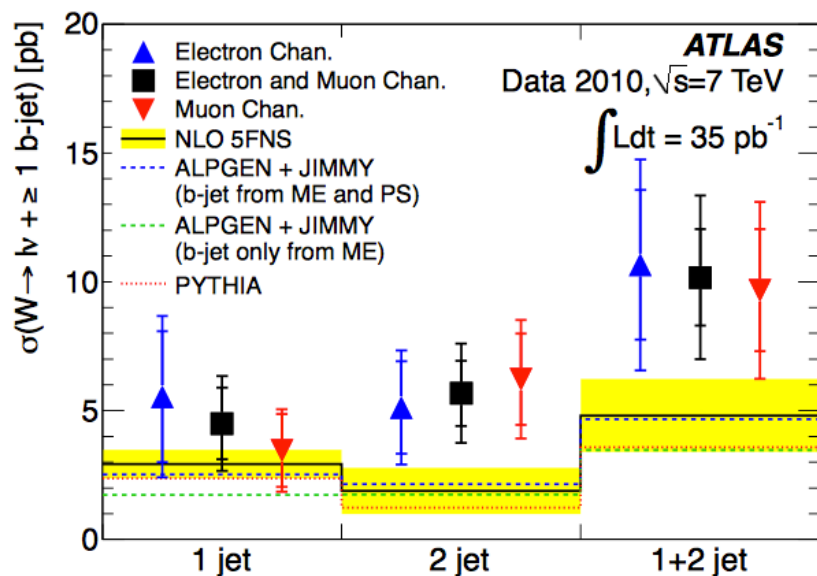 σ(W→ lν + ≥ 1 b-jet) [pb]
20
15
10
5
0
Electron Chan.
Electron and Muon Chan.
Muon Chan.
NLO 5FNS
ALPGEN + JIMMY
(b-jet from ME and PS)
ALPGEN + JIMMY
(b-jet only from ME)
PYTHIA
ATLAS
Data 2010, √s=7 TeV
∫Ldt = 35 pb⁻¹
1 jet
2 jet
1+2 jet